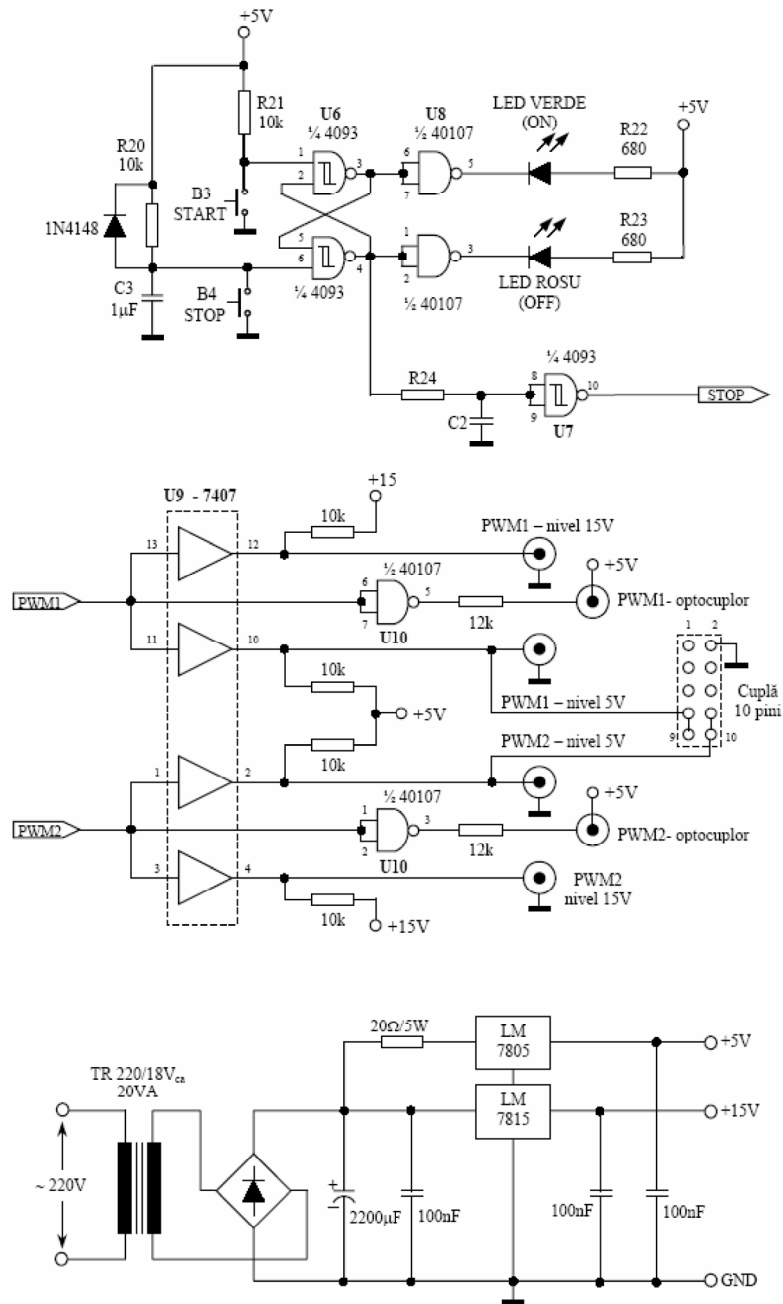 +5V
R21
10k
R20
10k
U6
¼ 4093
U8
½ 40107
LED VERDE
(ON)
+5V
R22
680
1
2
3
6
7
5
B3
START
1N4148
R23
680
5
6
4
1
2
3
C3
1µF
B4
STOP
¼ 4093
½ 40107
LED ROSU
(OFF)
¼ 4093
R24
8
9
10
STOP
C2
U7
U9 - 7407
+15
10k
PWM1 – nivel 15V
13
12
½ 40107
+5V
PWM1
6
7
5
PWM1- optocuplor
12k
U10
11
10
1
2
10k
Cuplă
10 pini
+5V
PWM1 – nivel 5V
PWM2 – nivel 5V
9
10
10k
1
2
½ 40107
+5V
PWM2
1
2
3
PWM2- optocuplor
12k
U10
3
4
PWM2
nivel 15V
10k
+15V
20Ω/5W
LM
7805
+5V
TR 220/18Vca
20VA
LM
7815
+15V
~ 220V
+
–
2200µF
100nF
100nF
100nF
GND